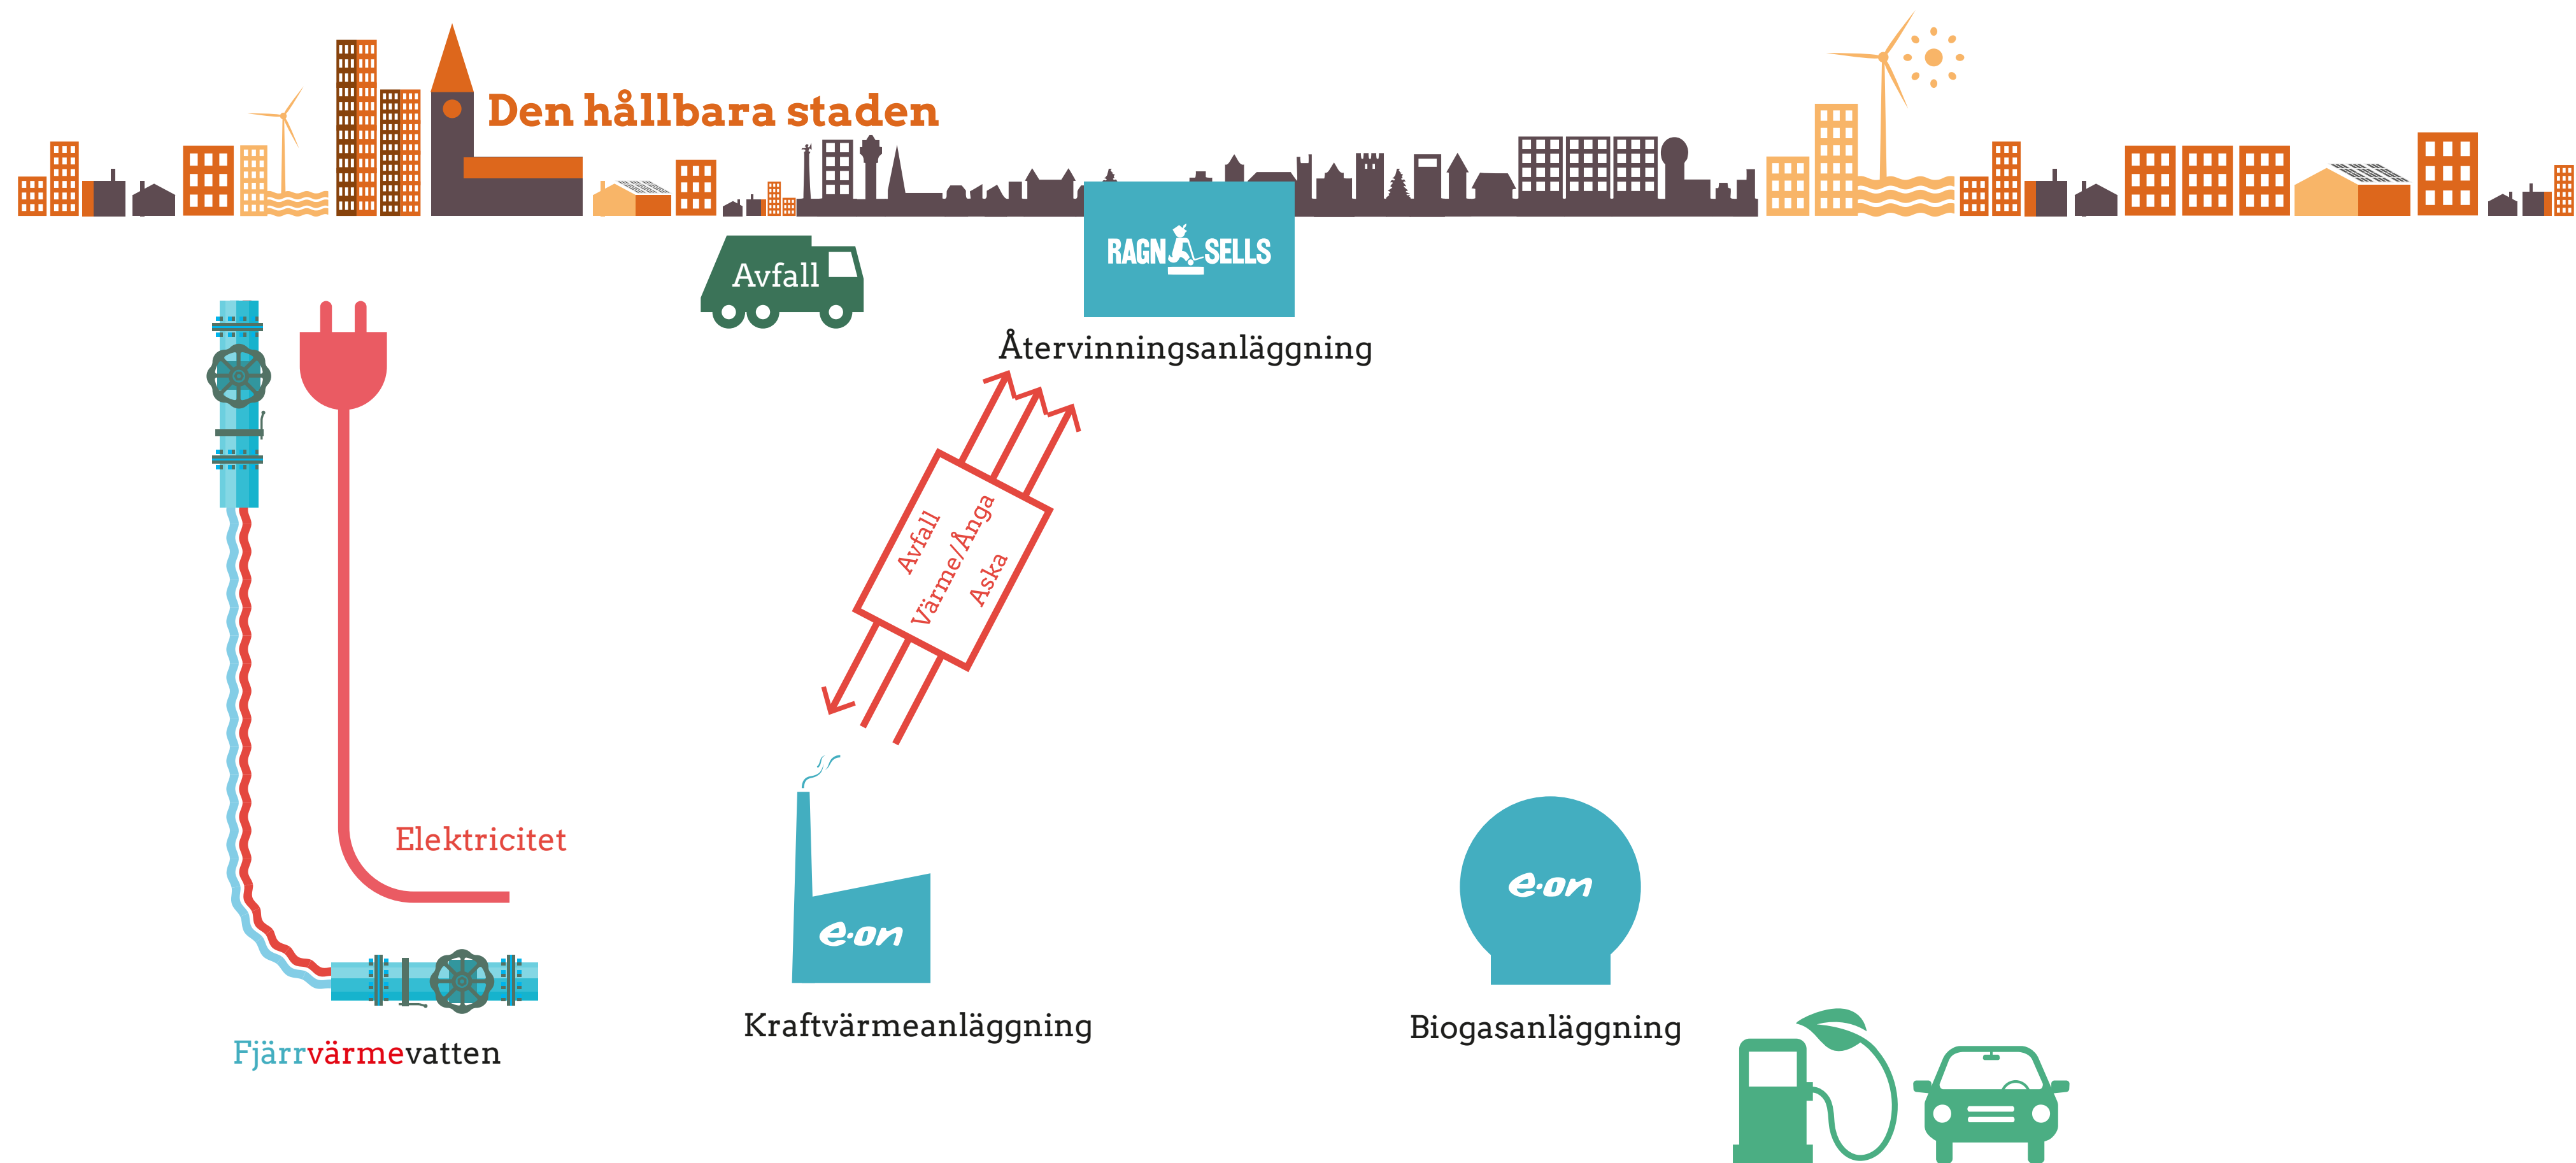 Den hållbara staden
Avfall
RAGN SELLS
Återvinningsanläggning
Avfall
Värme/Ånga
Aska
Elektricitet
e·on
e·on
Kraftvärmeanläggning
Biogasanläggning
Fjärrvärmevatten